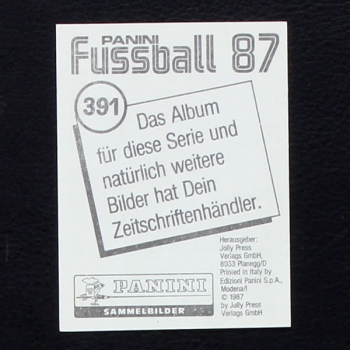 PANINI
Fussball 87
391
Das Album
für diese Serie und
natürlich weitere
Bilder hat Dein
Zeitschriftenhändler.
Herausgeber:
Jolly Press
Verlags GmbH,
8033 Planegg/D
Printed in Italy by
Edizioni Panini S.p.A.,
Modena/I
© 1987
by Jolly Press
Verlags GmbH
PANINI
SAMMELBILDER